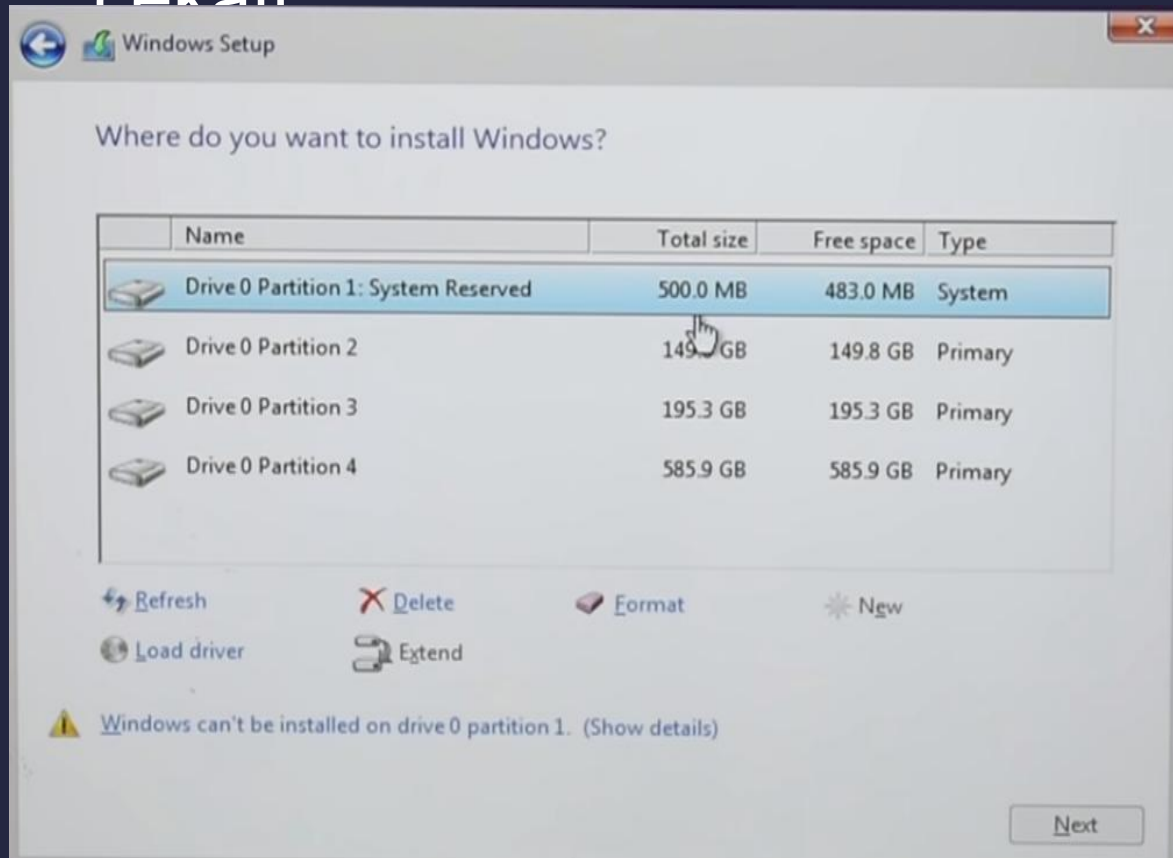 Windows Setup
Where do you want to install Windows?
Name Total size Free space Type
Drive 0 Partition 1: System Reserved 500.0 MB 483.0 MB System
Drive 0 Partition 2 GB 149.8 GB Primary
Drive 0 Partition 3 195.3 GB 195.3 GB Primary
Drive 0 Partition 4 585.9 GB 585.9 GB Primary
Refresh Delete Format New
Load driver Extend
Windows can't be installed on drive 0 partition 1. (Show details)
Next